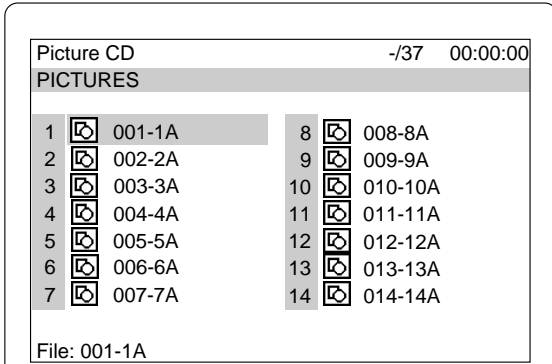 Picture CD -/37 00:00:00
PICTURES
1 001-1A
2 002-2A
3 003-3A
4 004-4A
5 005-5A
6 006-6A
7 007-7A
8 008-8A
9 009-9A
10 010-10A
11 011-11A
12 012-12A
13 013-13A
14 014-14A
File: 001-1A